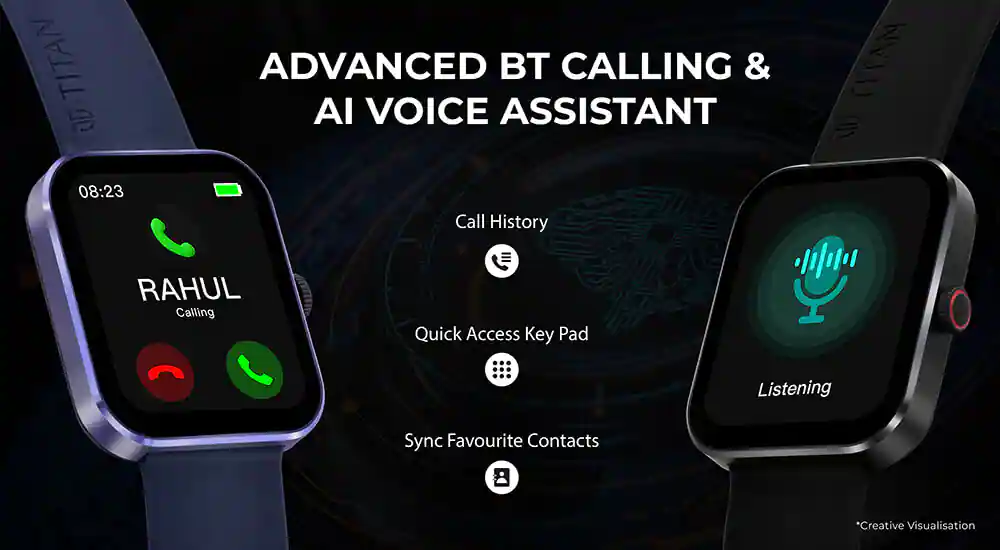 ADVANCED BT CALLING &
AI VOICE ASSISTANT
TITAN
08:23
RAHUL
Calling
Call History
Quick Access Key Pad
Sync Favourite Contacts
TITAN
Listening
*Creative Visualisation